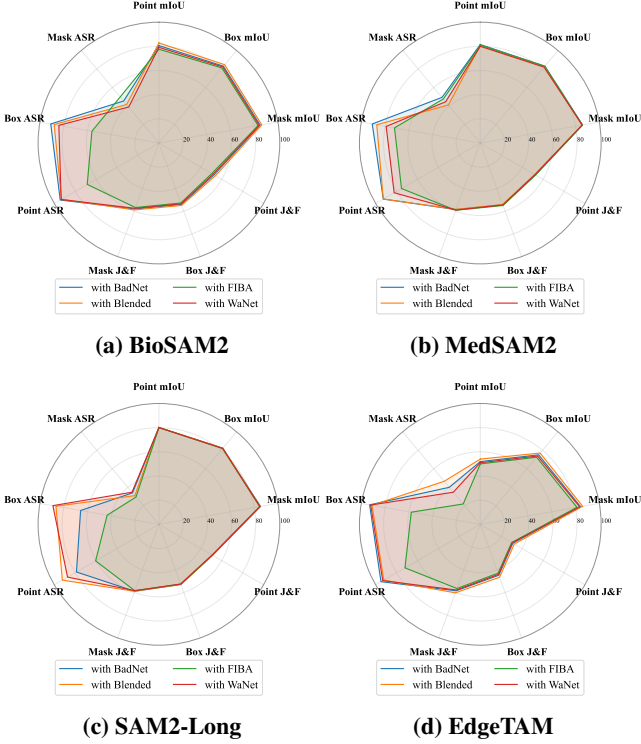 Point mIoU
Box mIoU
Mask mIoU
Point J&F
Box J&F
Mask J&F
Point ASR
Box ASR
Mask ASR
20 40 60 80 100
with BadNet
with Blended
with FIBA
with WaNet
(a) BioSAM2
Point mIoU
Box mIoU
Mask mIoU
Point J&F
Box J&F
Mask J&F
Point ASR
Box ASR
Mask ASR
20 40 60 80 100
with BadNet
with Blended
with FIBA
with WaNet
(b) MedSAM2
Point mIoU
Box mIoU
Mask mIoU
Point J&F
Box J&F
Mask J&F
Point ASR
Box ASR
Mask ASR
20 40 60 80 100
with BadNet
with Blended
with FIBA
with WaNet
(c) SAM2-Long
Point mIoU
Box mIoU
Mask mIoU
Point J&F
Box J&F
Mask J&F
Point ASR
Box ASR
Mask ASR
20 40 60 80 100
with BadNet
with Blended
with FIBA
with WaNet
(d) EdgeTAM